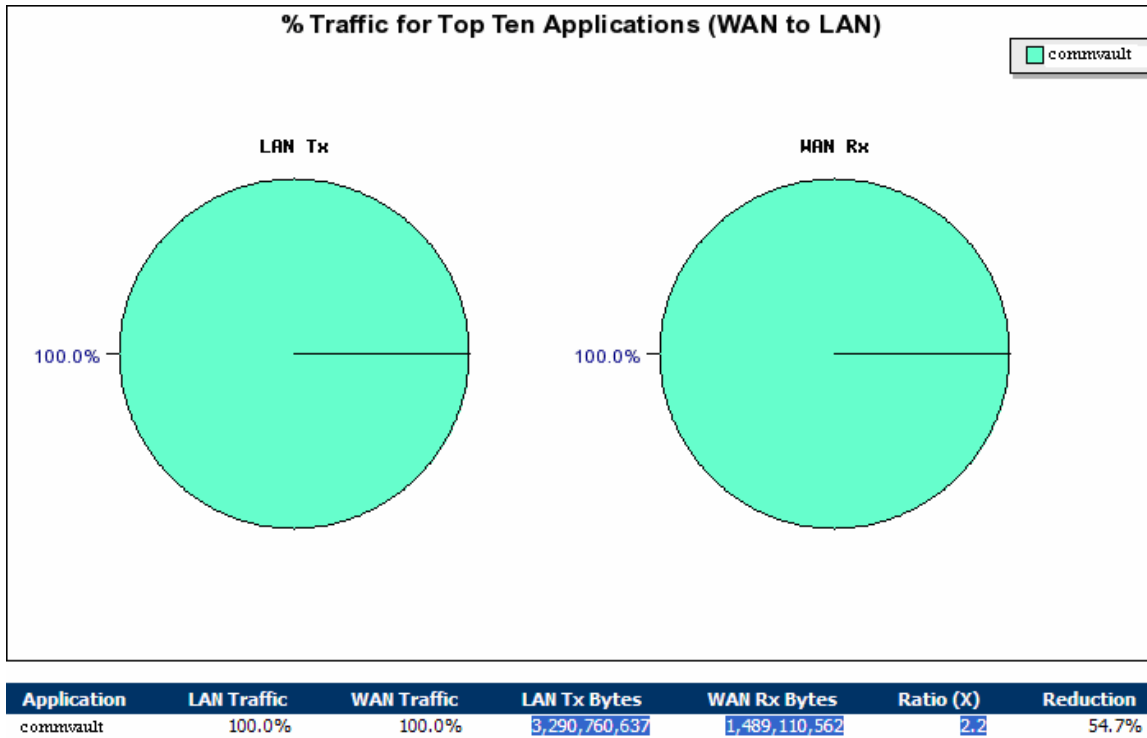 % Traffic for Top Ten Applications (WAN to LAN)
commvault
LAN Tx
WAN Rx
100.0%
100.0%
Application LAN Traffic WAN Traffic LAN Tx Bytes WAN Rx Bytes Ratio (X) Reduction
commvault 100.0% 100.0% 3,290,760,637 1,489,110,562 2.2 54.7%